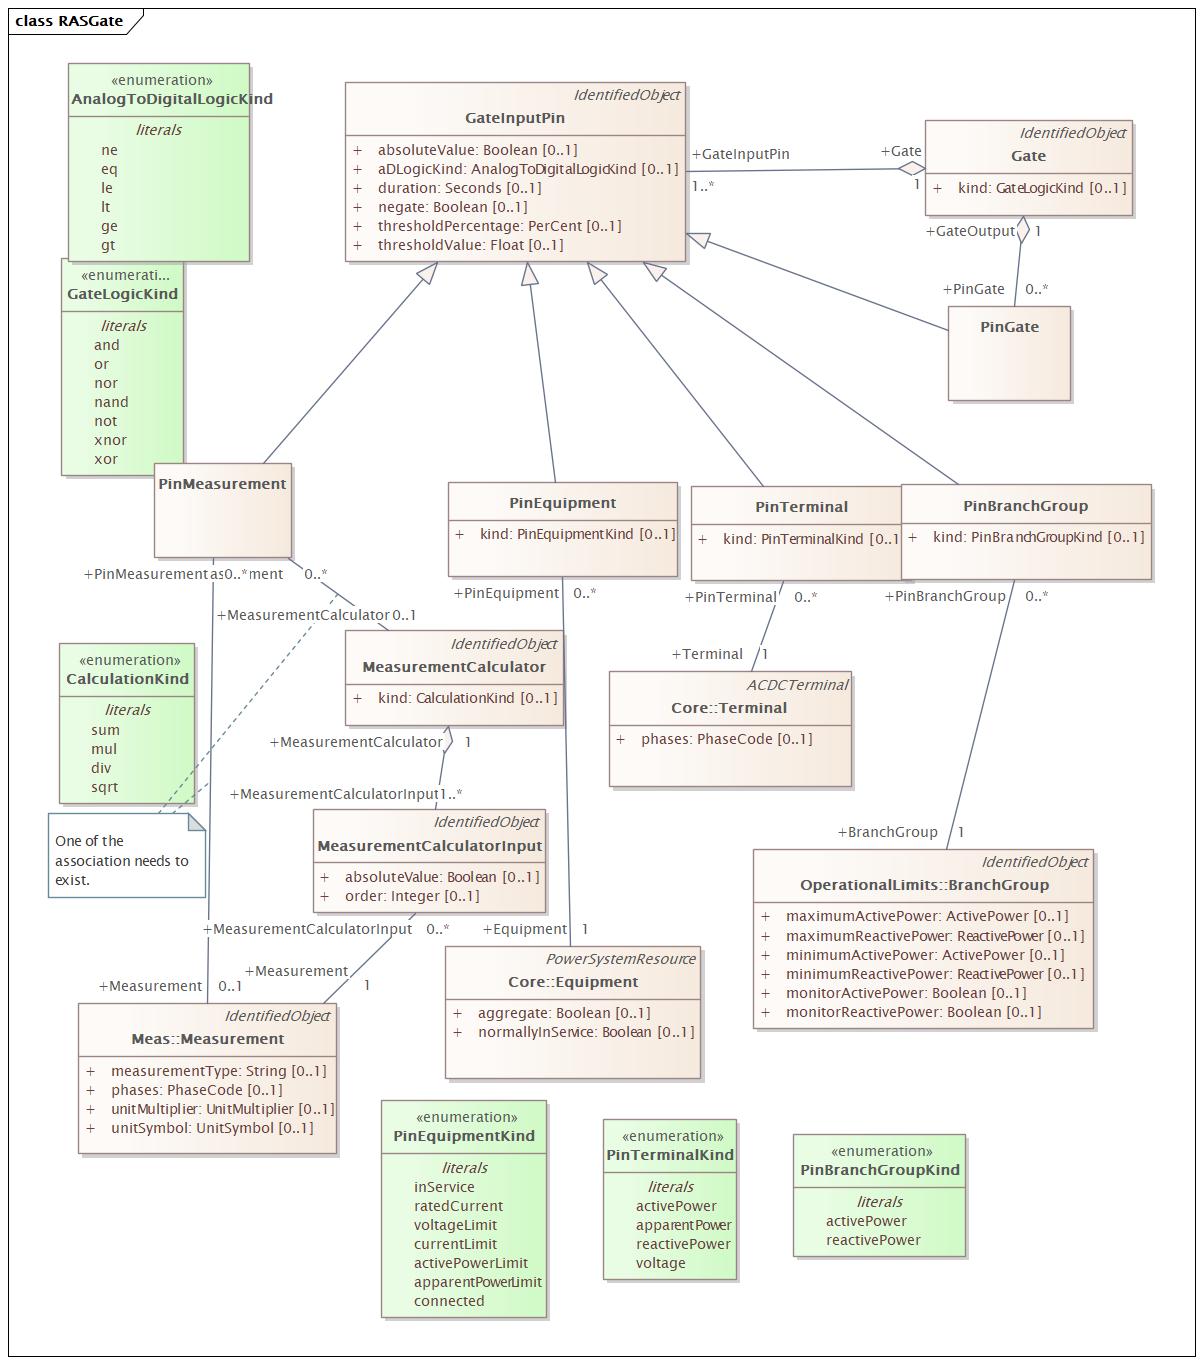 class RASGate
«enumeration»
AnalogToDigitalLogicKind
literals
ne
eq
le
lt
ge
gt
«enumerati...
GateLogicKind
literals
and
or
nor
nand
not
xnor
xor
IdentifiedObject
GateInputPin
+ absoluteValue: Boolean [0..1]
+ aDLogicKind: AnalogToDigitalLogicKind [0..1]
+ duration: Seconds [0..1]
+ negate: Boolean [0..1]
+ thresholdPercentage: PerCent [0..1]
+ thresholdValue: Float [0..1]
+GateInputPin
1..*
+Gate
1
IdentifiedObject
Gate
+ kind: GateLogicKind [0..1]
+GateOutput 1
+PinGate 0..*
PinGate
PinMeasurement
PinEquipment
+ kind: PinEquipmentKind [0..1]
PinTerminal
+ kind: PinTerminalKind [0..1
PinBranchGroup
+ kind: PinBranchGroupKind [0..1]
+PinMeasurement 0..* ment 0..*
+MeasurementCalculator 0..1
+PinEquipment 0..*
+PinTerminal 0..*
+PinBranchGroup 0..*
«enumeration»
CalculationKind
literals
sum
mul
div
sqrt
One of the
association needs to
exist.
IdentifiedObject
MeasurementCalculator
+ kind: CalculationKind [0..1]
+MeasurementCalculator 1
+MeasurementCalculatorInput 1..*
IdentifiedObject
MeasurementCalculatorInput
+ absoluteValue: Boolean [0..1]
+ order: Integer [0..1]
+MeasurementCalculatorInput 0..*
+Measurement
1
+Measurement 0..1
IdentifiedObject
Meas::Measurement
+ measurementType: String [0..1]
+ phases: PhaseCode [0..1]
+ unitMultiplier: UnitMultiplier [0..1]
+ unitSymbol: UnitSymbol [0..1]
+Equipment 1
PowerSystemResource
Core::Equipment
+ aggregate: Boolean [0..1]
+ normallyInService: Boolean [0..1]
+Terminal 1
ACDCTerminal
Core::Terminal
+ phases: PhaseCode [0..1]
+BranchGroup 1
IdentifiedObject
OperationalLimits::BranchGroup
+ maximumActivePower: ActivePower [0..1]
+ maximumReactivePower: ReactivePower [0..1]
+ minimumActivePower: ActivePower [0..1]
+ minimumReactivePower: ReactivePower [0..1]
+ monitorActivePower: Boolean [0..1]
+ monitorReactivePower: Boolean [0..1]
«enumeration»
PinEquipmentKind
literals
inService
ratedCurrent
voltageLimit
currentLimit
activePowerLimit
apparentPowerLimit
connected
«enumeration»
PinTerminalKind
literals
activePower
apparentPower
reactivePower
voltage
«enumeration»
PinBranchGroupKind
literals
activePower
reactivePower